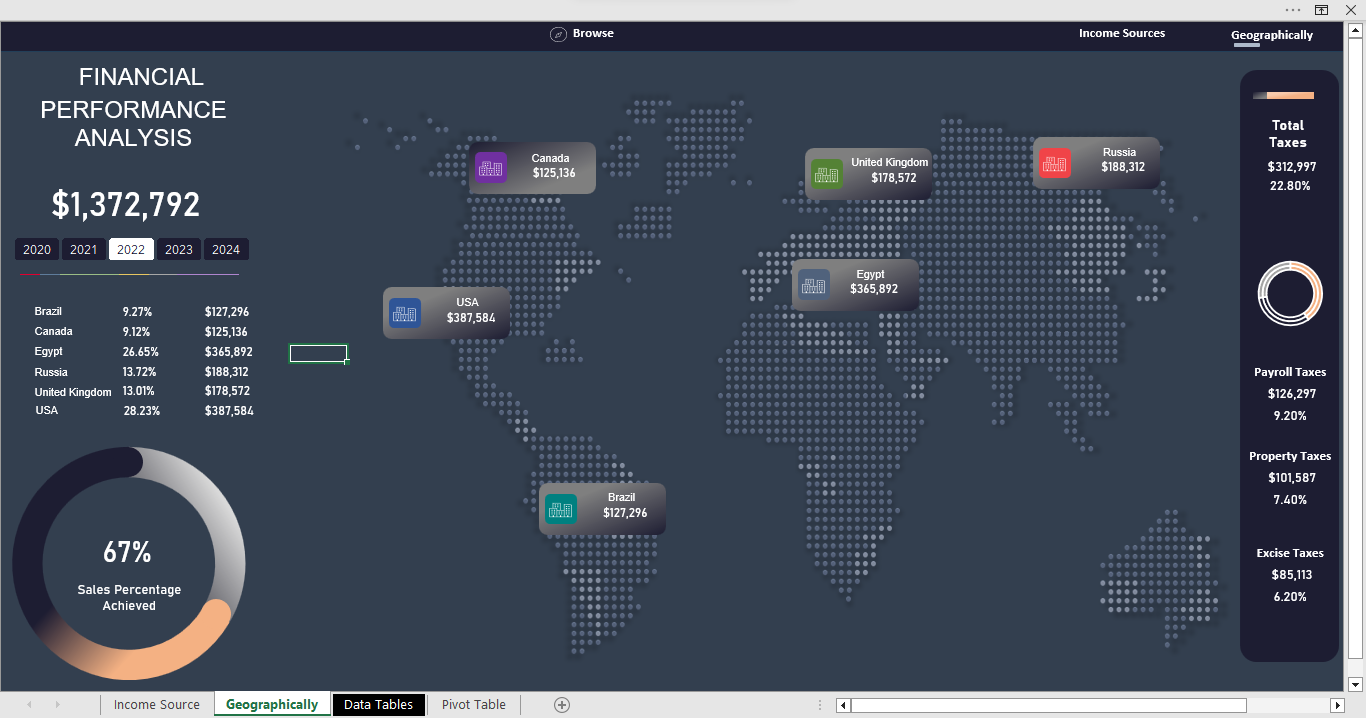 Browse
Income Sources
Geographically
FINANCIAL
PERFORMANCE
ANALYSIS
$1,372,792
2020 2021 2022 2023 2024
Brazil 9.27% $127,296
Canada 9.12% $125,136
Egypt 26.65% $365,892
Russia 13.72% $188,312
United Kingdom 13.01% $178,572
USA 28.23% $387,584
67%
Sales Percentage
Achieved
Canada
$125,136
United Kingdom
$178,572
Russia
$188,312
Egypt
$365,892
USA
$387,584
Brazil
$127,296
Total
Taxes
$312,997
22.80%
Payroll Taxes
$126,297
9.20%
Property Taxes
$101,587
7.40%
Excise Taxes
$85,113
6.20%
Income Source
Geographically
Data Tables
Pivot Table